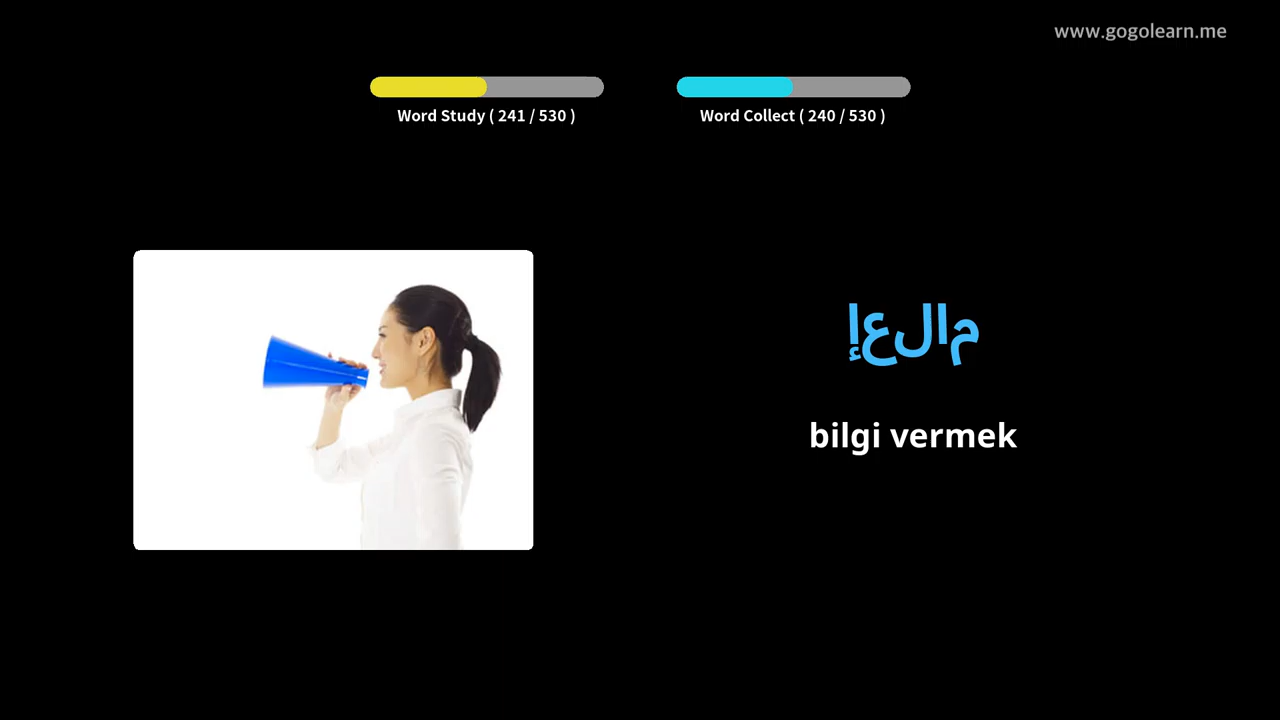 www.gogolearn.me
Word Study ( 241 / 530 )
Word Collect ( 240 / 530 )
إعلام
bilgi vermek